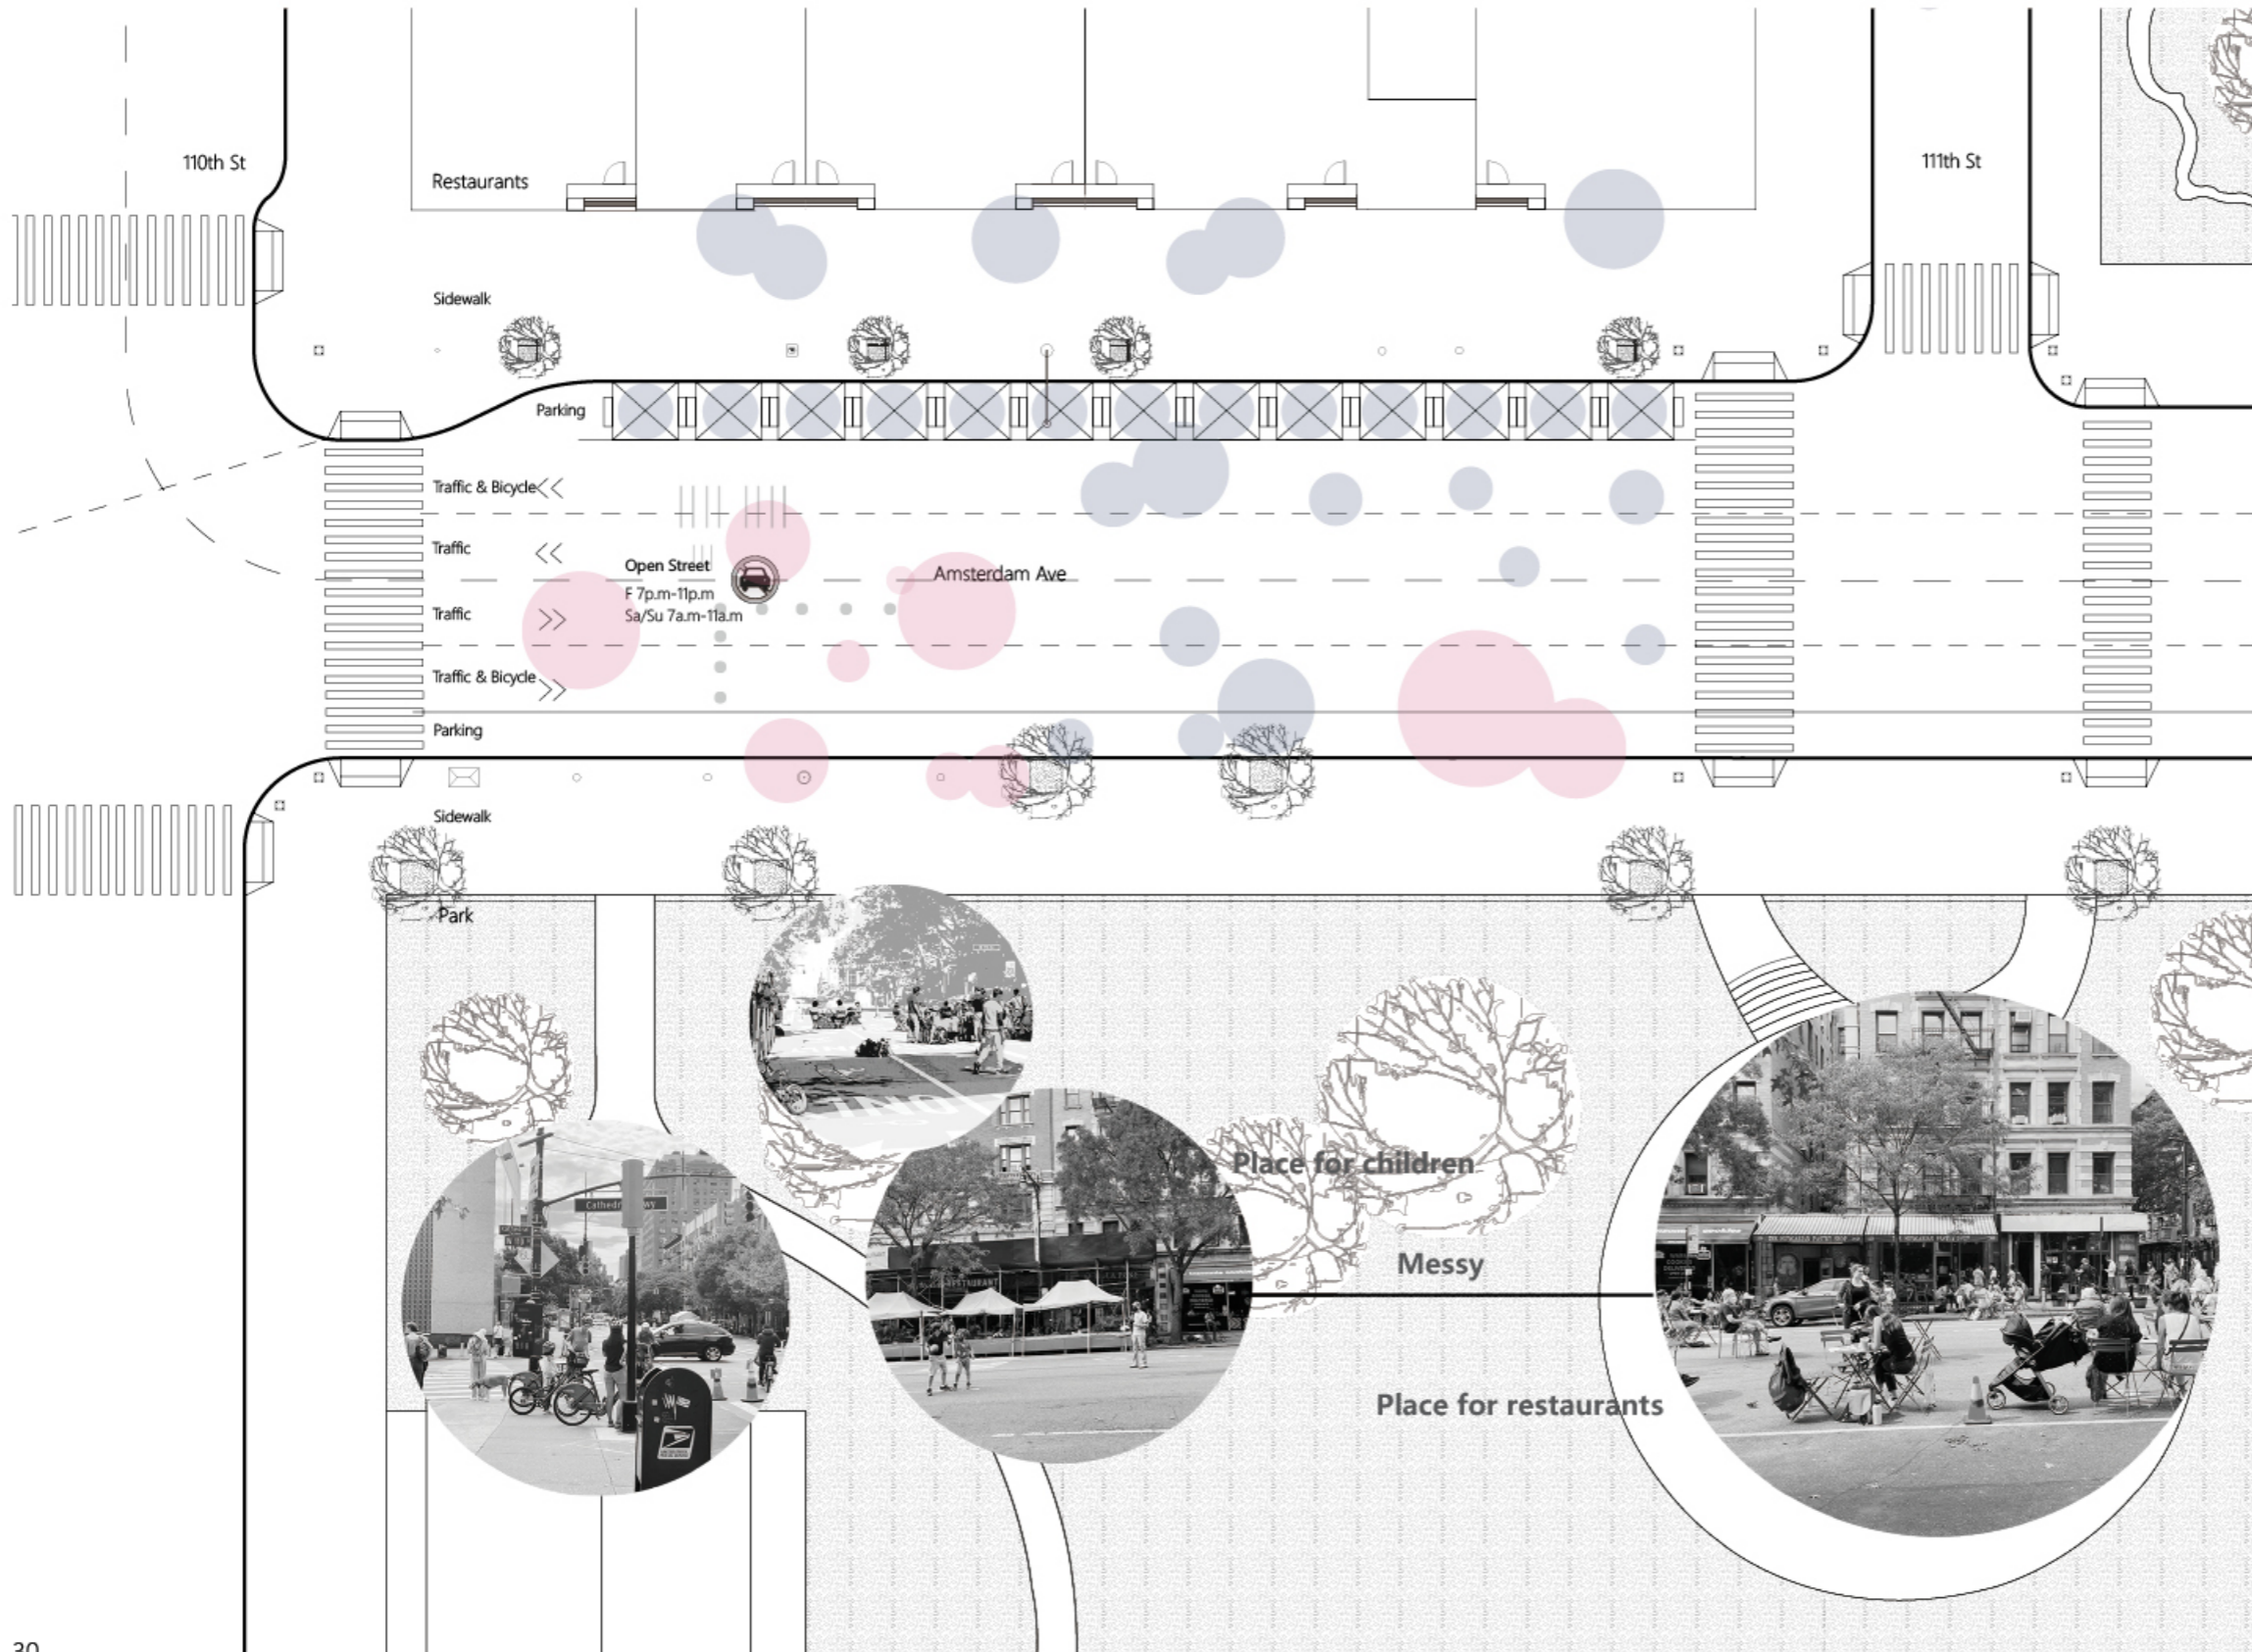 110th St
111th St
Restaurants
Sidewalk
Parking
Traffic & Bicycle
Traffic
Open Street
F 7p.m-11p.m
Sa/Su 7a.m-11a.m
Amsterdam Ave
Traffic
Traffic & Bicycle
Parking
Sidewalk
Park
Place for children
Messy
Place for restaurants
RESTAURANT
30